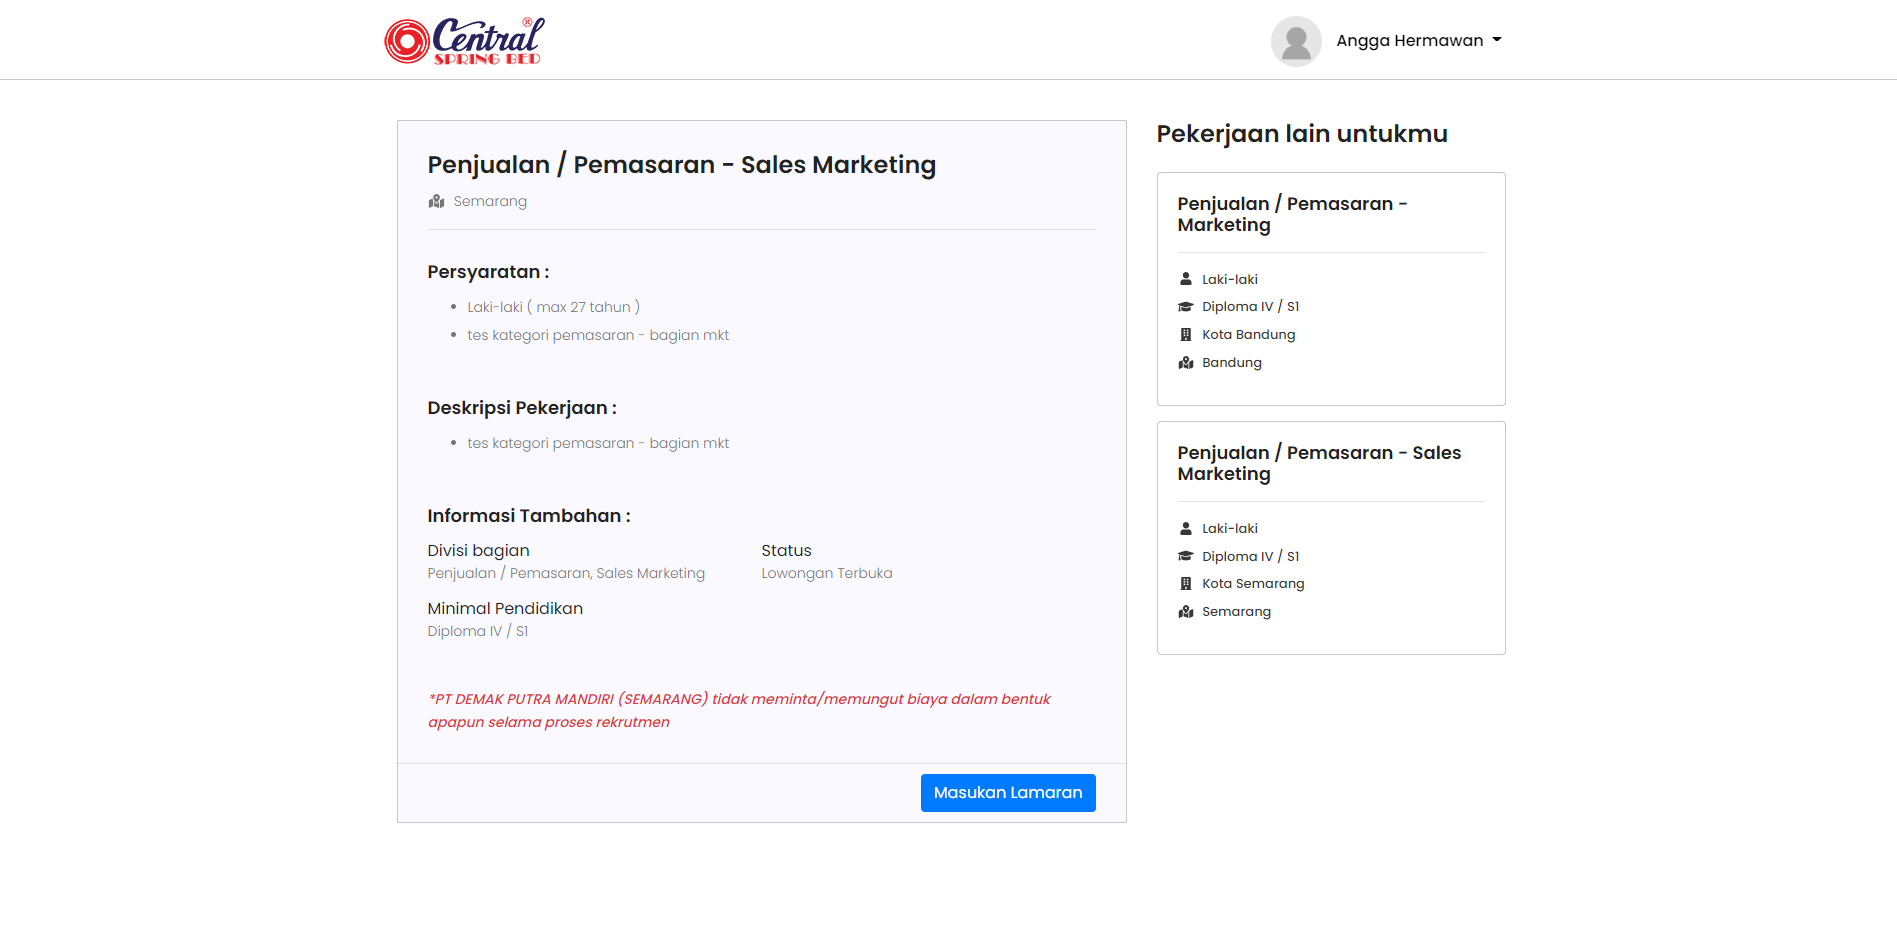 Central®
SPRING BED
Angga Hermawan
Penjualan / Pemasaran - Sales Marketing
Semarang
Persyaratan :
Laki-laki ( max 27 tahun )
tes kategori pemasaran - bagian mkt
Deskripsi Pekerjaan :
tes kategori pemasaran - bagian mkt
Informasi Tambahan :
Divisi bagian
Penjualan / Pemasaran, Sales Marketing
Status
Lowongan Terbuka
Minimal Pendidikan
Diploma IV / S1
*PT DEMAK PUTRA MANDIRI (SEMARANG) tidak meminta/memungut biaya dalam bentuk
apapun selama proses rekrutmen
Masukan Lamaran
Pekerjaan lain untukmu
Penjualan / Pemasaran -
Marketing
Laki-laki
Diploma IV / S1
Kota Bandung
Bandung
Penjualan / Pemasaran - Sales
Marketing
Laki-laki
Diploma IV / S1
Kota Semarang
Semarang